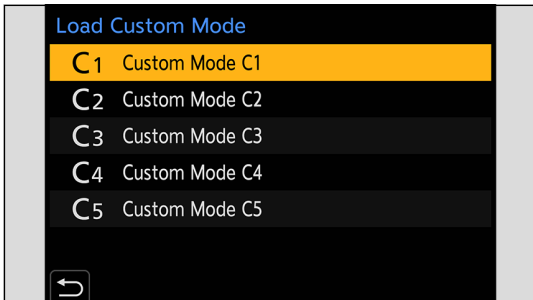 Load Custom Mode
C1 Custom Mode C1
C2 Custom Mode C2
C3 Custom Mode C3
C4 Custom Mode C4
C5 Custom Mode C5